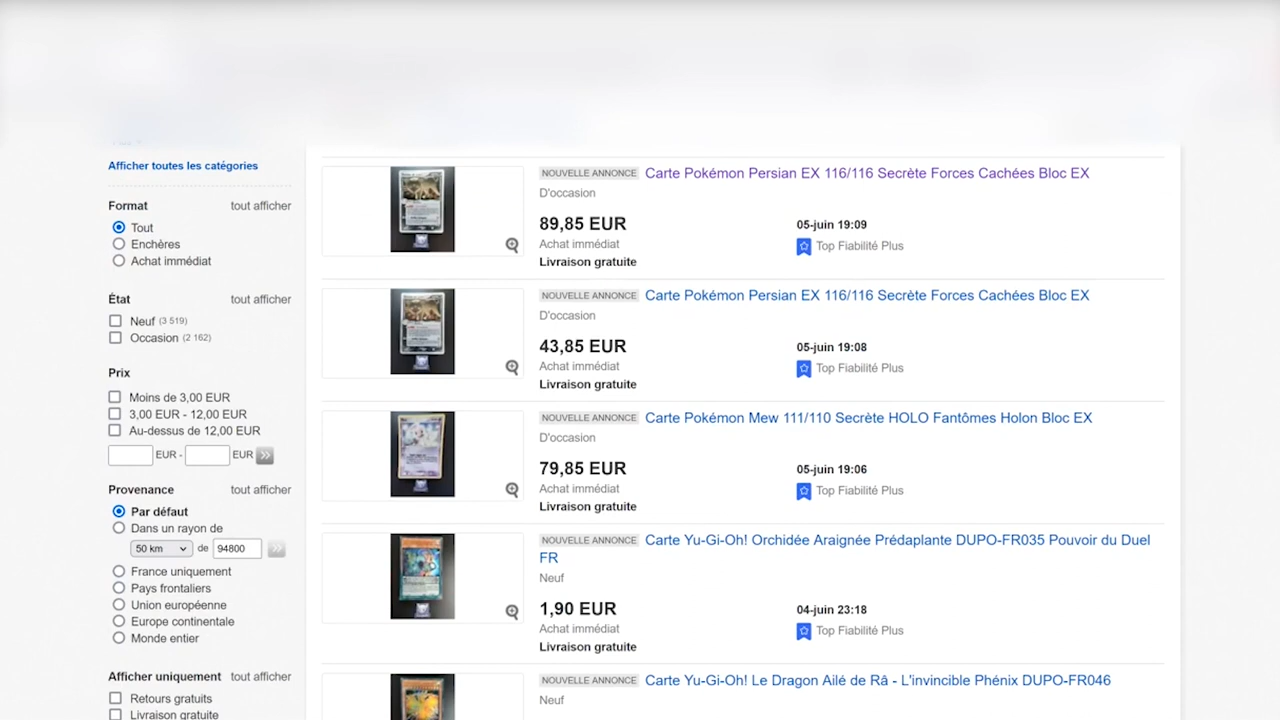 Afficher toutes les catégories
Format tout afficher
Tout
Enchères
Achat immédiat
État tout afficher
Neuf (3 519)
Occasion (2 162)
Prix
Moins de 3,00 EUR
3,00 EUR - 12,00 EUR
Au-dessus de 12,00 EUR
EUR - EUR
Provenance tout afficher
Par défaut
Dans un rayon de
50 km de 94800
France uniquement
Pays frontaliers
Union européenne
Europe continentale
Monde entier
Afficher uniquement tout afficher
Retours gratuits
Livraison gratuite
NOUVELLE ANNONCE Carte Pokémon Persian EX 116/116 Secrète Forces Cachées Bloc EX
D'occasion
89,85 EUR 05-juin 19:09
Achat immédiat Top Fiabilité Plus
Livraison gratuite
NOUVELLE ANNONCE Carte Pokémon Persian EX 116/116 Secrète Forces Cachées Bloc EX
D'occasion
43,85 EUR 05-juin 19:08
Achat immédiat Top Fiabilité Plus
Livraison gratuite
NOUVELLE ANNONCE Carte Pokémon Mew 111/110 Secrète HOLO Fantômes Holon Bloc EX
D'occasion
79,85 EUR 05-juin 19:06
Achat immédiat Top Fiabilité Plus
Livraison gratuite
NOUVELLE ANNONCE Carte Yu-Gi-Oh! Orchidée Araignée Prédaplante DUPO-FR035 Pouvoir du Duel
FR
Neuf
1,90 EUR 04-juin 23:18
Achat immédiat Top Fiabilité Plus
Livraison gratuite
NOUVELLE ANNONCE Carte Yu-Gi-Oh! Le Dragon Ailé de Râ - L'invincible Phénix DUPO-FR046
Neuf